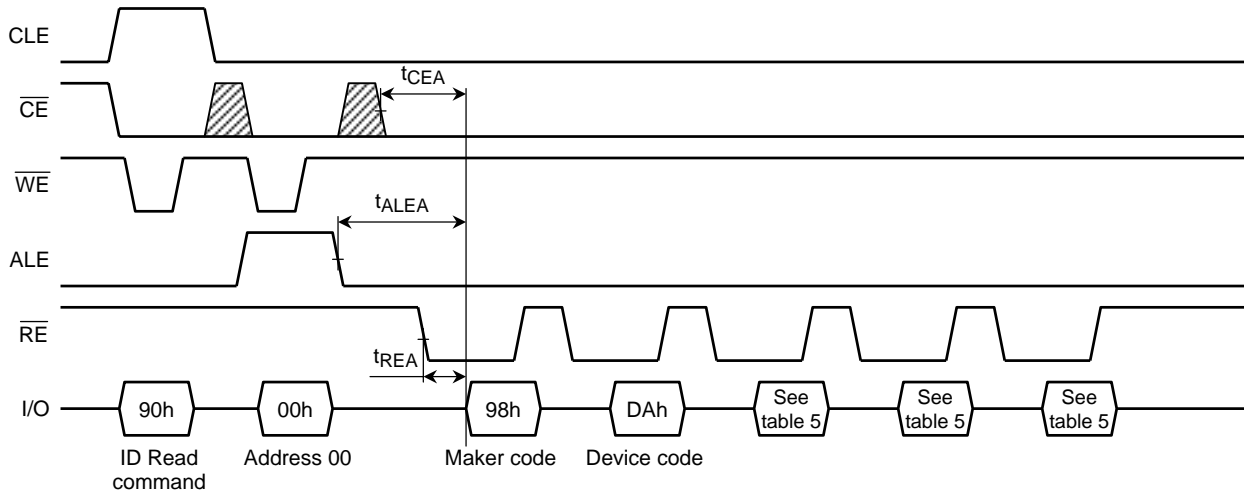 CLE
tCEA
CE
WE
tALEA
ALE
RE
tREA
I/O
90h
00h
98h
DAh
See
table 5
See
table 5
See
table 5
ID Read
command
Address 00
Maker code
Device code